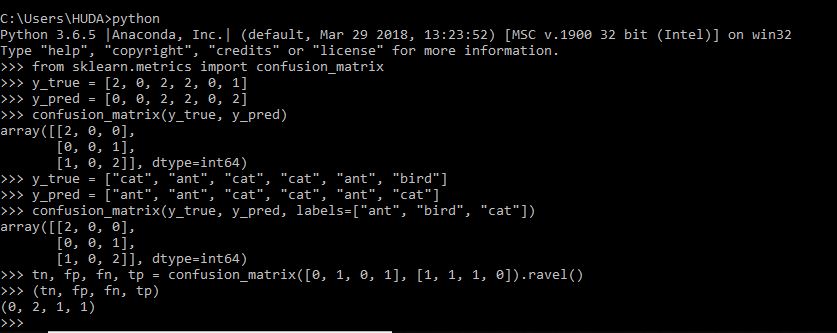 C:\Users\HUDA>python
Python 3.6.5 |Anaconda, Inc.| (default, Mar 29 2018, 13:23:52) [MSC v.1900 32 bit (Intel)] on win32
Type "help", "copyright", "credits" or "license" for more information.
>>> from sklearn.metrics import confusion_matrix
>>> y_true = [2, 0, 2, 2, 0, 1]
>>> y_pred = [0, 0, 2, 2, 0, 2]
>>> confusion_matrix(y_true, y_pred)
array([[2, 0, 0],
       [0, 0, 1],
       [1, 0, 2]], dtype=int64)
>>> y_true = ["cat", "ant", "cat", "cat", "ant", "bird"]
>>> y_pred = ["ant", "ant", "cat", "cat", "ant", "cat"]
>>> confusion_matrix(y_true, y_pred, labels=["ant", "bird", "cat"])
array([[2, 0, 0],
       [0, 0, 1],
       [1, 0, 2]], dtype=int64)
>>> tn, fp, fn, tp = confusion_matrix([0, 1, 0, 1], [1, 1, 1, 0]).ravel()
>>> (tn, fp, fn, tp)
(0, 2, 1, 1)
>>>